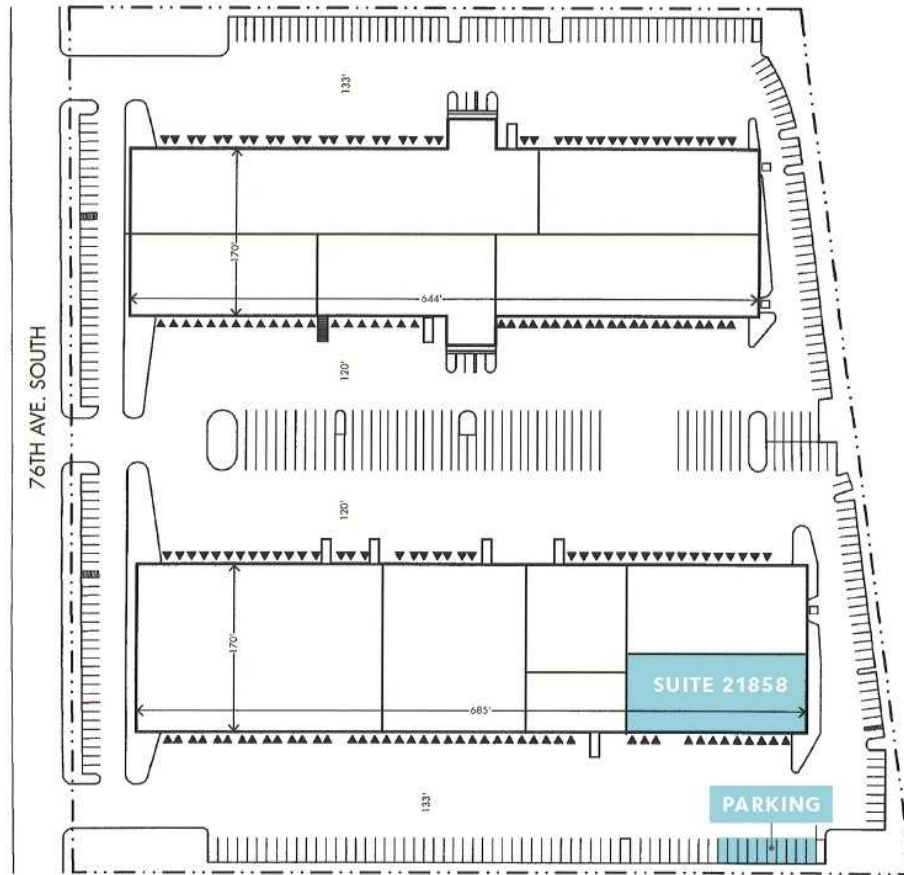 133'
170'
644'
120'
76TH AVE. SOUTH
120'
170'
SUITE 21858
685'
133'
PARKING